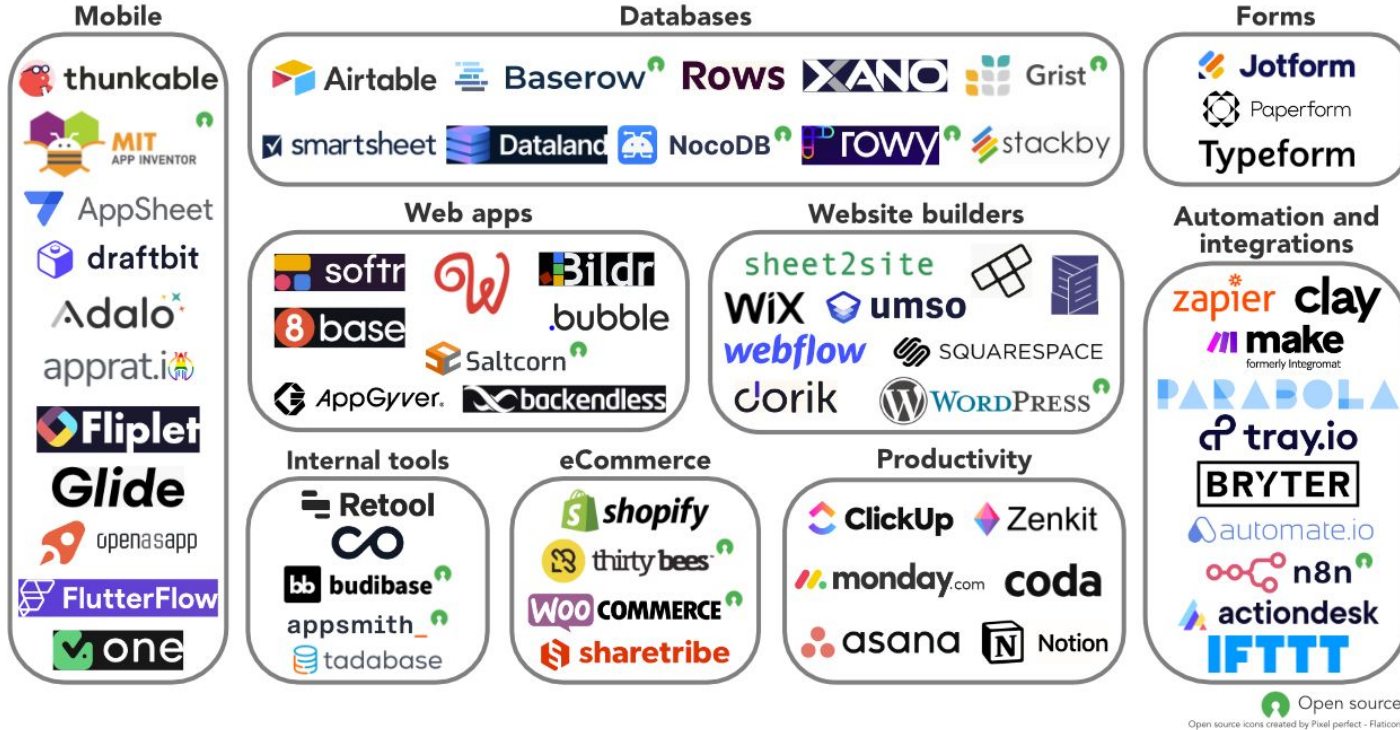 Mobile
thunkable
MIT
APP INVENTOR
AppSheet
draftbit
Adalo
apprat.io
Fliplet
Glide
openasapp
FlutterFlow
one
Databases
Airtable
Baserow
Rows
XANO
Grist
smartsheet
Dataland
NocoDB
rowy
stackby
Forms
Jotform
Paperform
Typeform
Web apps
softr
W
Bildr
8base
.bubble
Saltcorn
AppGyver.
backendless
Website builders
sheet2site
WiX
umso
webflow
SQUARESPACE
dorik
WORDPRESS
Automation and
integrations
zapier
clay
make
formerly Integromat
PARABOLA
tray.io
BRYTER
automate.io
n8n
actiondesk
IFTTT
Internal tools
Retool
bb budibase
appsmith_
tadabase
eCommerce
shopify
thirty bees™
WOO COMMERCE
sharetribe
Productivity
ClickUp
Zenkit
monday.com
coda
asana
N Notion
Open source
Open source icons created by Pixel perfect - Flaticon